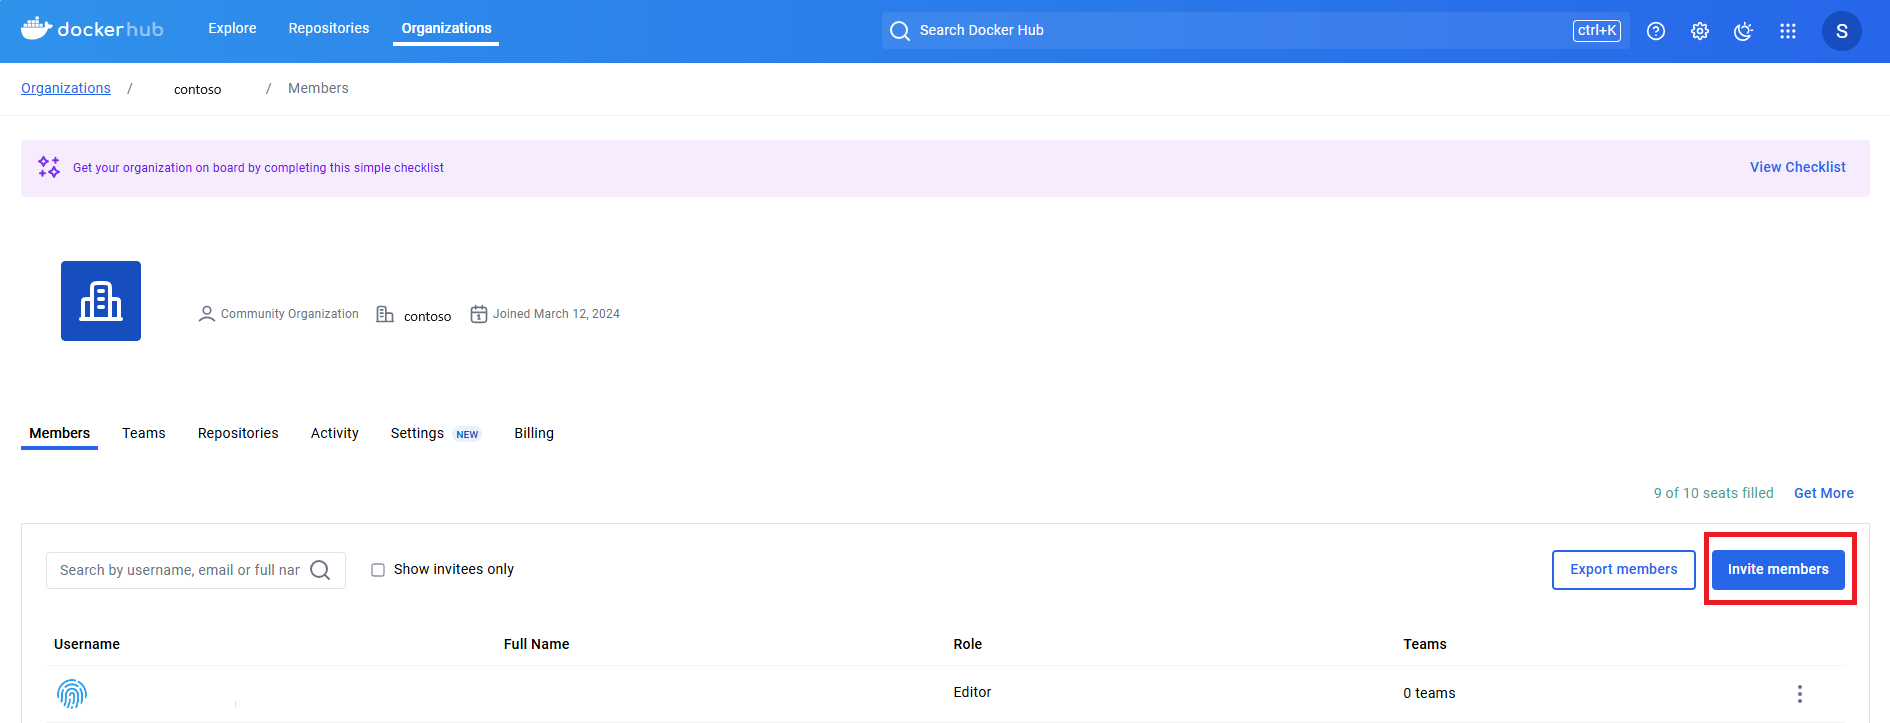 dockerhub Explore Repositories Organizations Search Docker Hub ctrl+K S
Organizations / contoso / Members
Get your organization on board by completing this simple checklist View Checklist
Community Organization contoso Joined March 12, 2024
Members Teams Repositories Activity Settings NEW Billing
9 of 10 seats filled Get More
Search by username, email or full nar Show invitees only Export members Invite members
Username Full Name Role Teams
Editor 0 teams